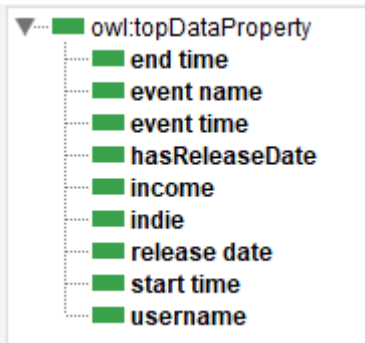 owl:topDataProperty
end time
event name
event time
hasReleaseDate
income
indie
release date
start time
username